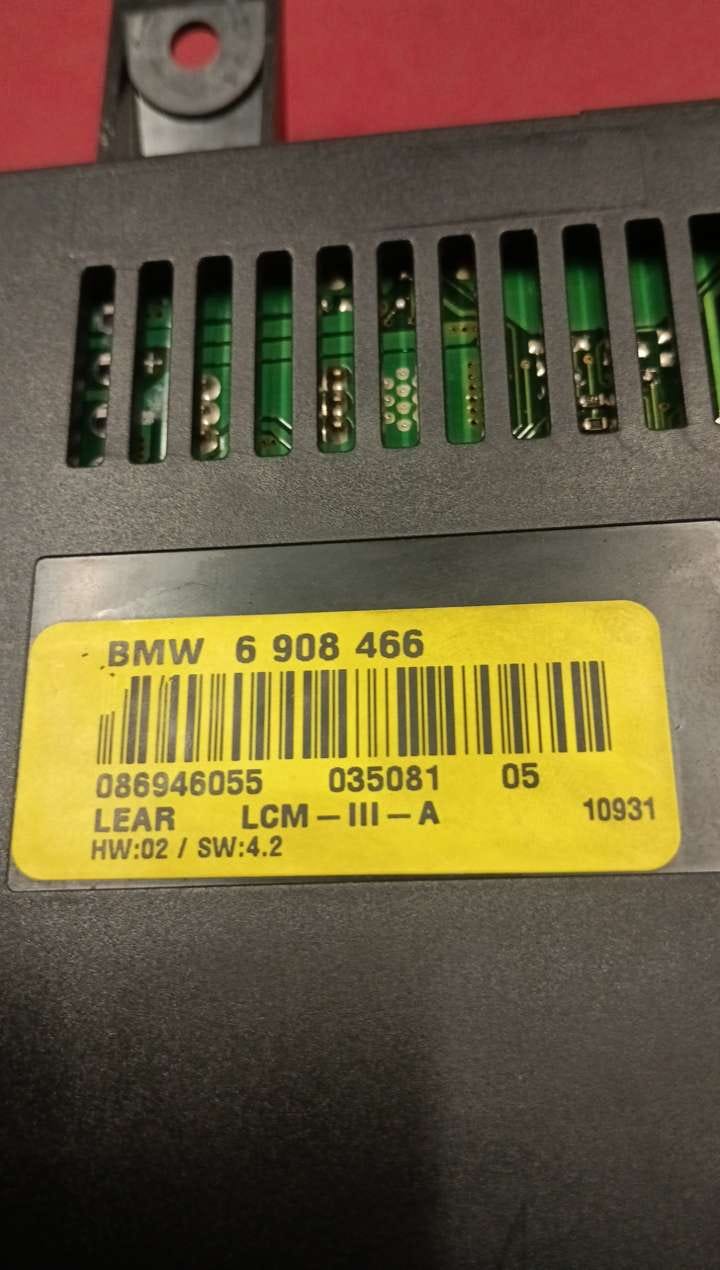 BMW 6 908 466
086946055 035081 05
LEAR LCM-III-A 10931
HW:02 / SW:4.2